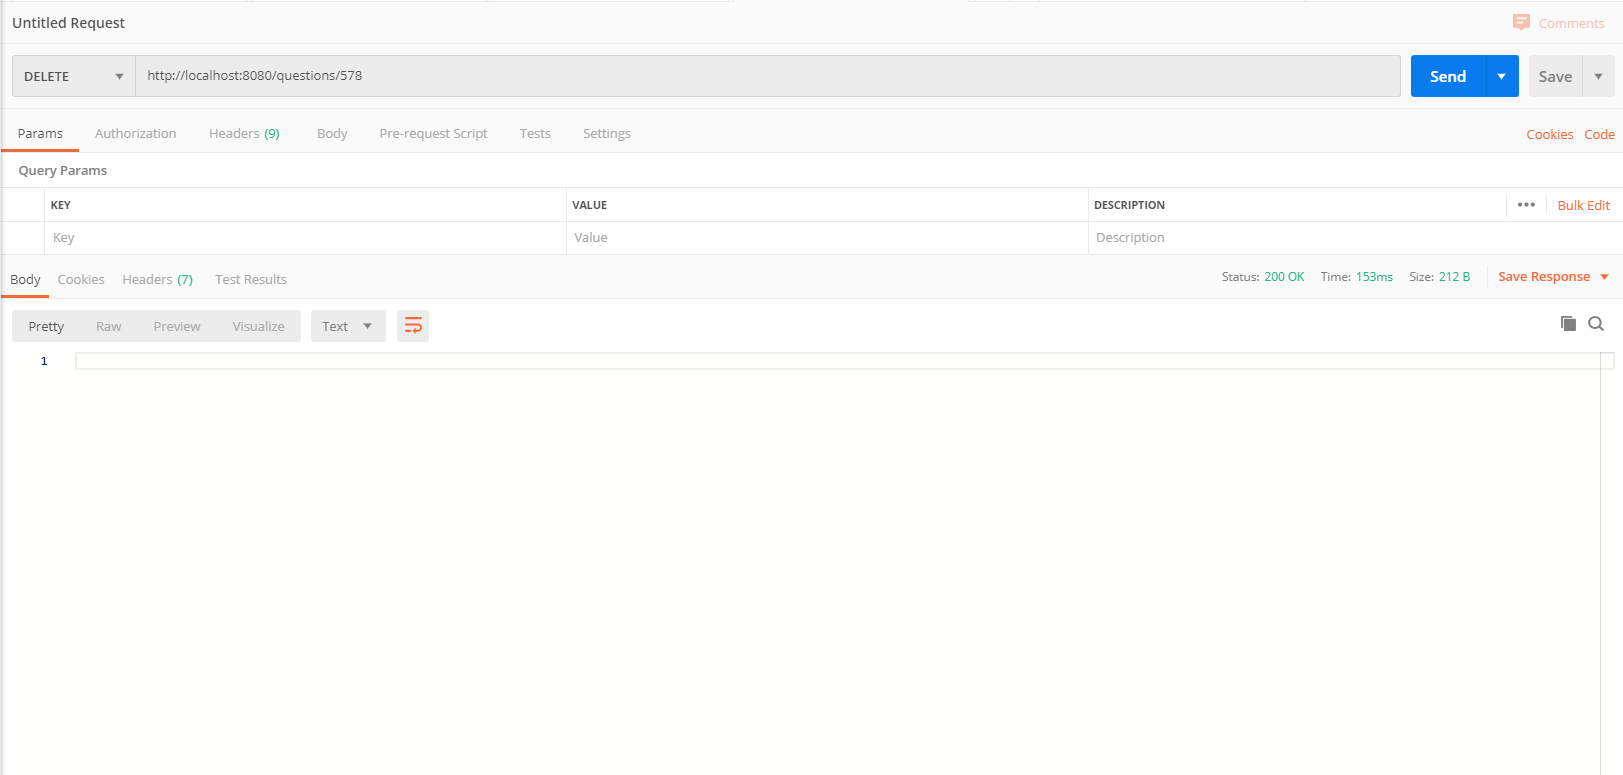 Untitled Request
Comments
DELETE
http://localhost:8080/questions/578
Send
Save
Params Authorization Headers (9) Body Pre-request Script Tests Settings
Cookies Code
Query Params
KEY VALUE DESCRIPTION ••• Bulk Edit
Key Value Description
Body Cookies Headers (7) Test Results
Status: 200 OK Time: 153ms Size: 212 B Save Response
Pretty Raw Preview Visualize Text
1